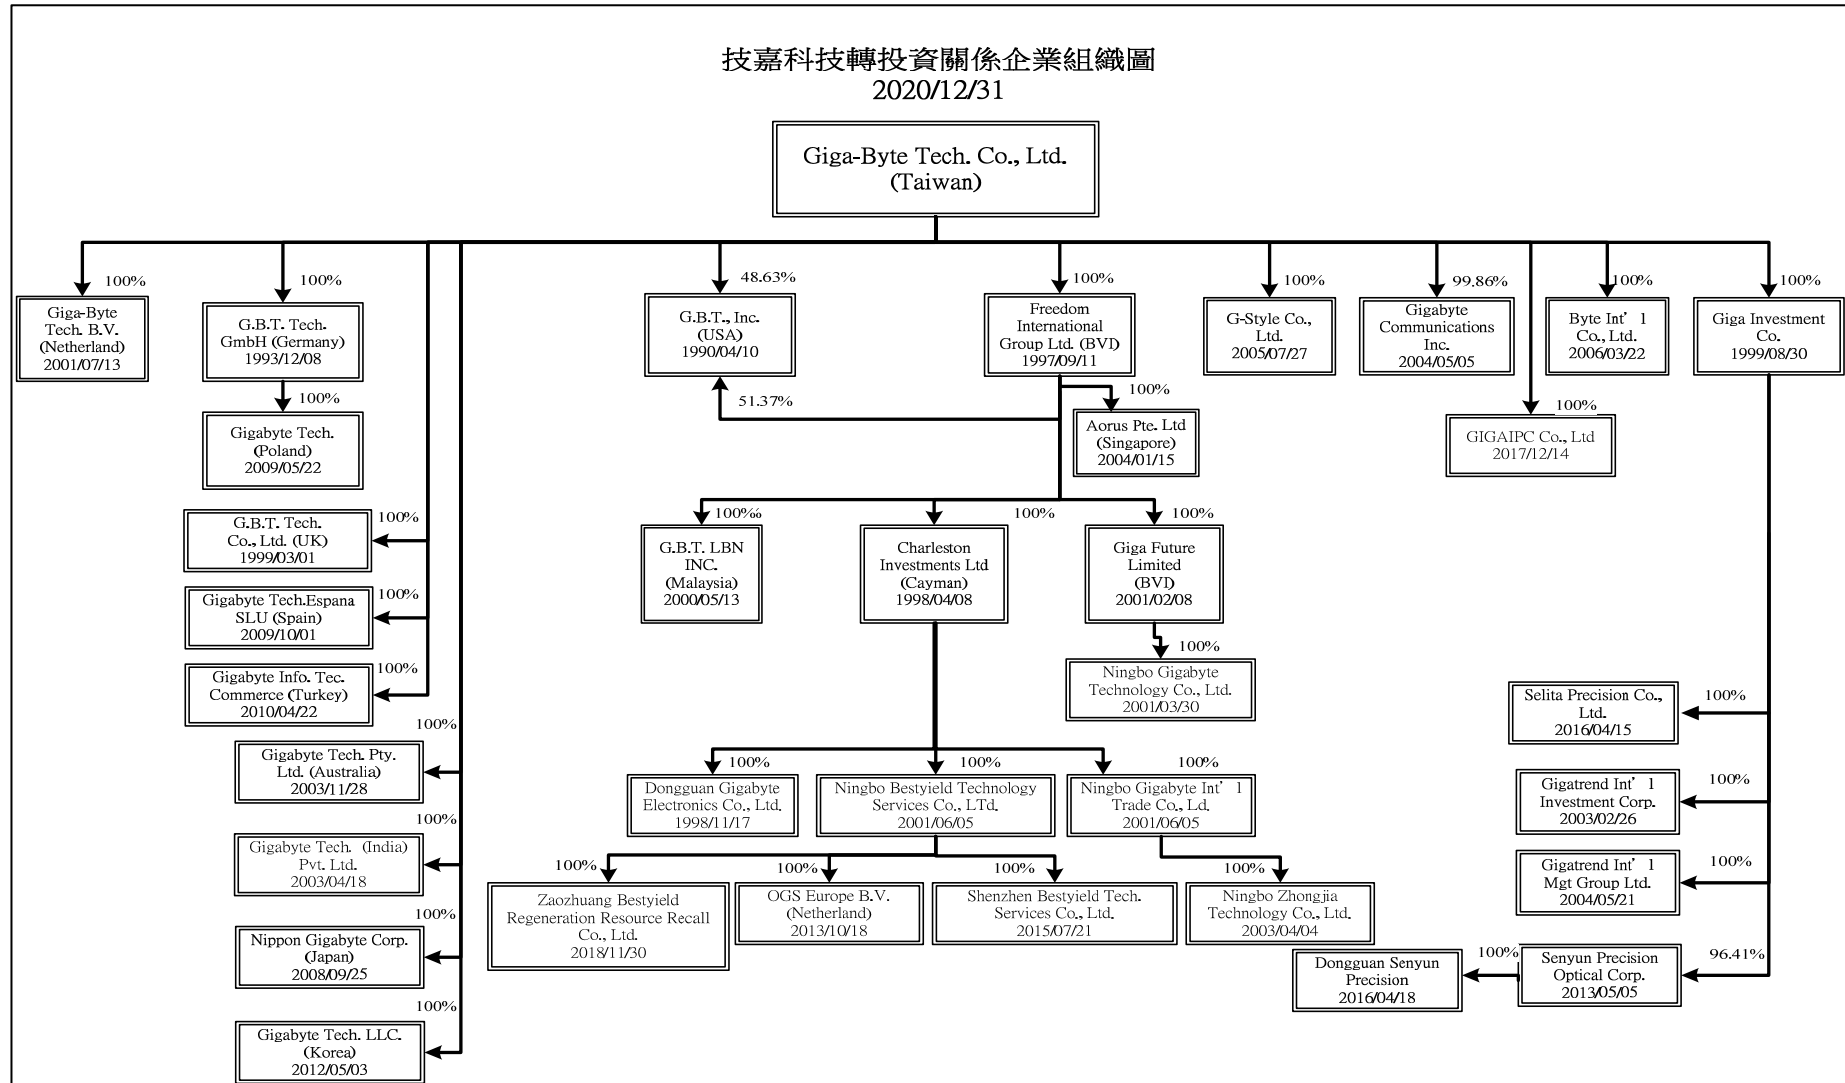 技嘉科技轉投資關係企業組織圖
2020/12/31
Giga-Byte Tech. Co., Ltd.
(Taiwan)
100%
Giga-Byte
Tech. B.V.
(Netherland)
2001/07/13
100%
G.B.T. Tech.
GmbH (Germany)
1993/12/08
48.63%
G.B.T., Inc.
(USA)
1990/04/10
100%
Freedom
International
Group Ltd. (BVI)
1997/09/11
100%
G-Style Co.,
Ltd.
2005/07/27
99.86%
Gigabyte
Communications
Inc.
2004/05/05
100%
Byte Int’l
Co., Ltd.
2006/03/22
100%
Giga Investment
Co.
1999/08/30
100%
Gigabyte Tech.
(Poland)
2009/05/22
51.37%
100%
Aorus Pte. Ltd
(Singapore)
2004/01/15
100%
GIGAIPC Co., Ltd
2017/12/14
100%
G.B.T. Tech.
Co., Ltd. (UK)
1999/03/01
100%
Gigabyte Tech.Espana
SLU (Spain)
2009/10/01
100%
Gigabyte Info. Tec.
Commerce (Turkey)
2010/04/22
100%
Gigabyte Tech. Pty.
Ltd. (Australia)
2003/11/28
100%
Gigabyte Tech. (India)
Pvt. Ltd.
2003/04/18
100%
Nippon Gigabyte Corp.
(Japan)
2008/09/25
100%
Gigabyte Tech. LLC.
(Korea)
2012/05/03
100‰
G.B.T. LBN
INC.
(Malaysia)
2000/05/13
100%
Charleston
Investments Ltd
(Cayman)
1998/04/08
100%
Giga Future
Limited
(BVI)
2001/02/08
100%
Ningbo Gigabyte
Technology Co., Ltd.
2001/03/30
100%
Dongguan Gigabyte
Electronics Co., Ltd.
1998/11/17
100%
Ningbo Bestyield Technology
Services Co., LTd.
2001/06/05
100%
Ningbo Gigabyte Int’l
Trade Co., Ld.
2001/06/05
100%
Zaozhuang Bestyield
Regeneration Resource Recall
Co., Ltd.
2018/11/30
100%
OGS Europe B.V.
(Netherland)
2013/10/18
100%
Shenzhen Bestyield Tech.
Services Co., Ltd.
2015/07/21
100%
Ningbo Zhongjia
Technology Co., Ltd.
2003/04/04
100%
Selita Precision Co.,
Ltd.
2016/04/15
100%
Gigatrend Int’l
Investment Corp.
2003/02/26
100%
Gigatrend Int’l
Mgt Group Ltd.
2004/05/21
96.41%
Senyun Precision
Optical Corp.
2013/05/05
100%
Dongguan Senyun
Precision
2016/04/18